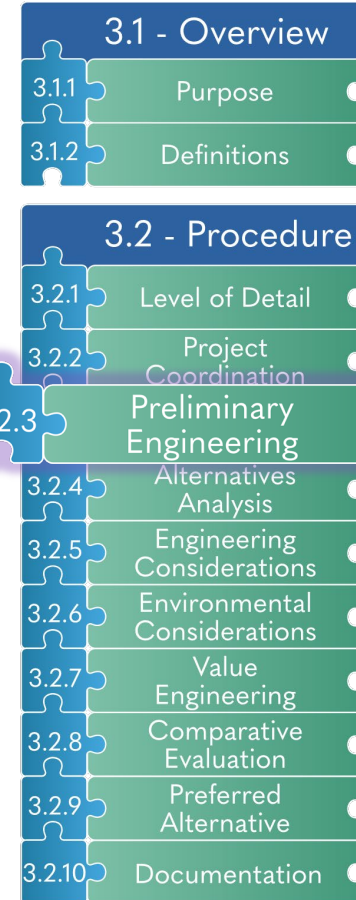 3.1 - Overview
3.1.1
Purpose
3.1.2
Definitions
3.2 - Procedure
3.2.1
Level of Detail
3.2.2
Project
Coordination
2.3
Preliminary
Engineering
3.2.4
Alternatives
Analysis
3.2.5
Engineering
Considerations
3.2.6
Environmental
Considerations
3.2.7
Value
Engineering
3.2.8
Comparative
Evaluation
3.2.9
Preferred
Alternative
3.2.10
Documentation